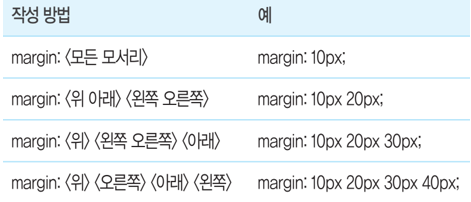 작성 방법 예
margin: 〈모든 모서리〉 margin: 10px;
margin: 〈위 아래〉 〈왼쪽 오른쪽〉 margin: 10px 20px;
margin: 〈위〉 〈왼쪽 오른쪽〉 〈아래〉 margin: 10px 20px 30px;
margin: 〈위〉 〈오른쪽〉 〈아래〉 〈왼쪽〉 margin: 10px 20px 30px 40px;